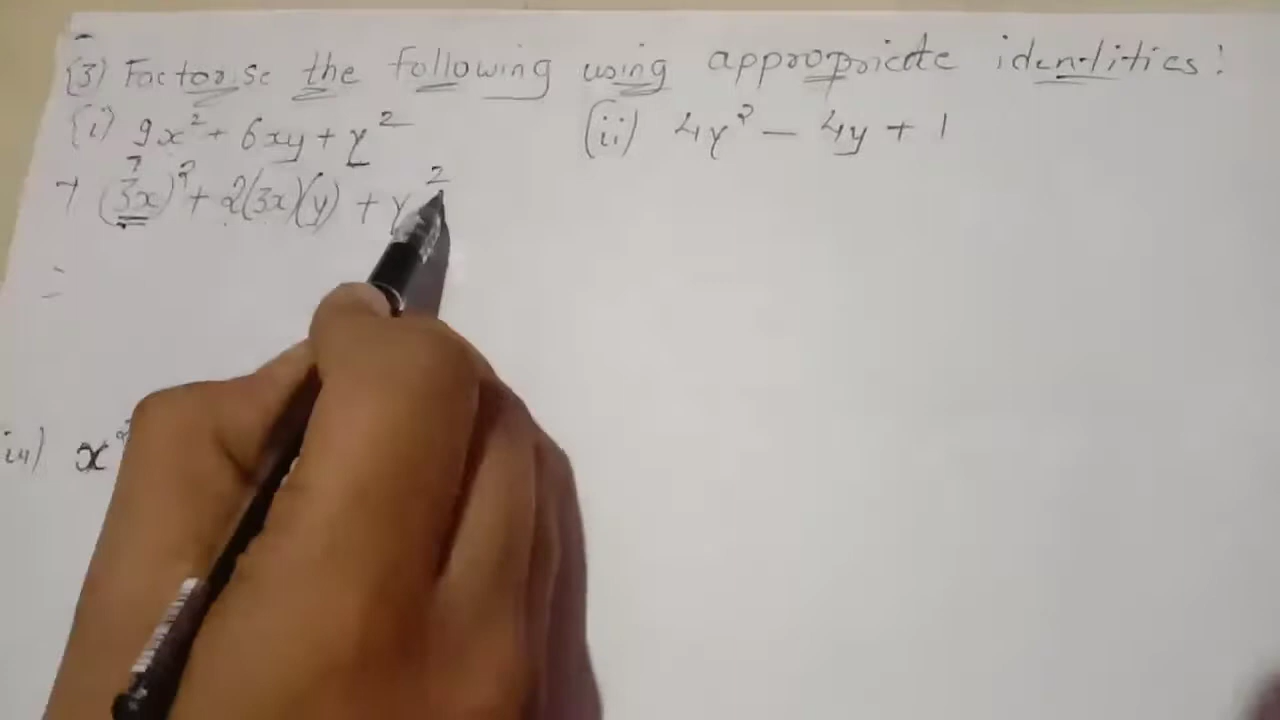 (3) Factorise the following using appropriate identities:
(i) 9x² + 6xy + y² (ii) 4y² - 4y + 1
(3x)² + 2(3x)(y) + y²
=
iii) x²